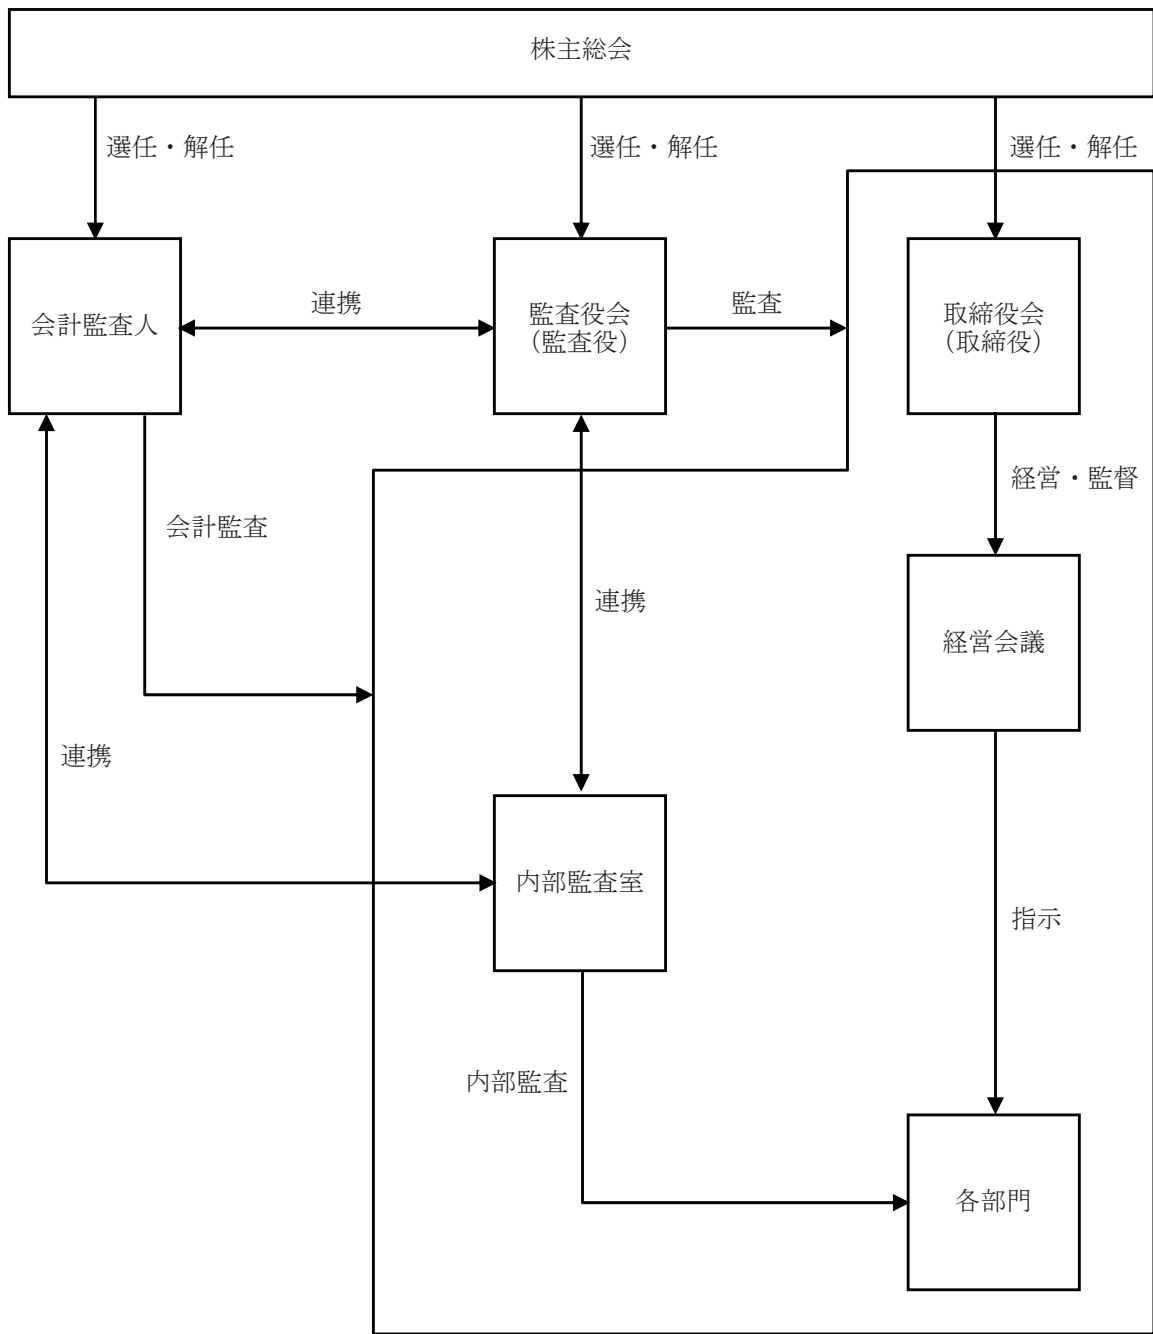 株主総会
選任・解任
選任・解任
選任・解任
会計監査人
連携
監査役会
（監査役）
監査
取締役会
（取締役）
経営・監督
会計監査
連携
経営会議
連携
内部監査室
指示
内部監査
各部門